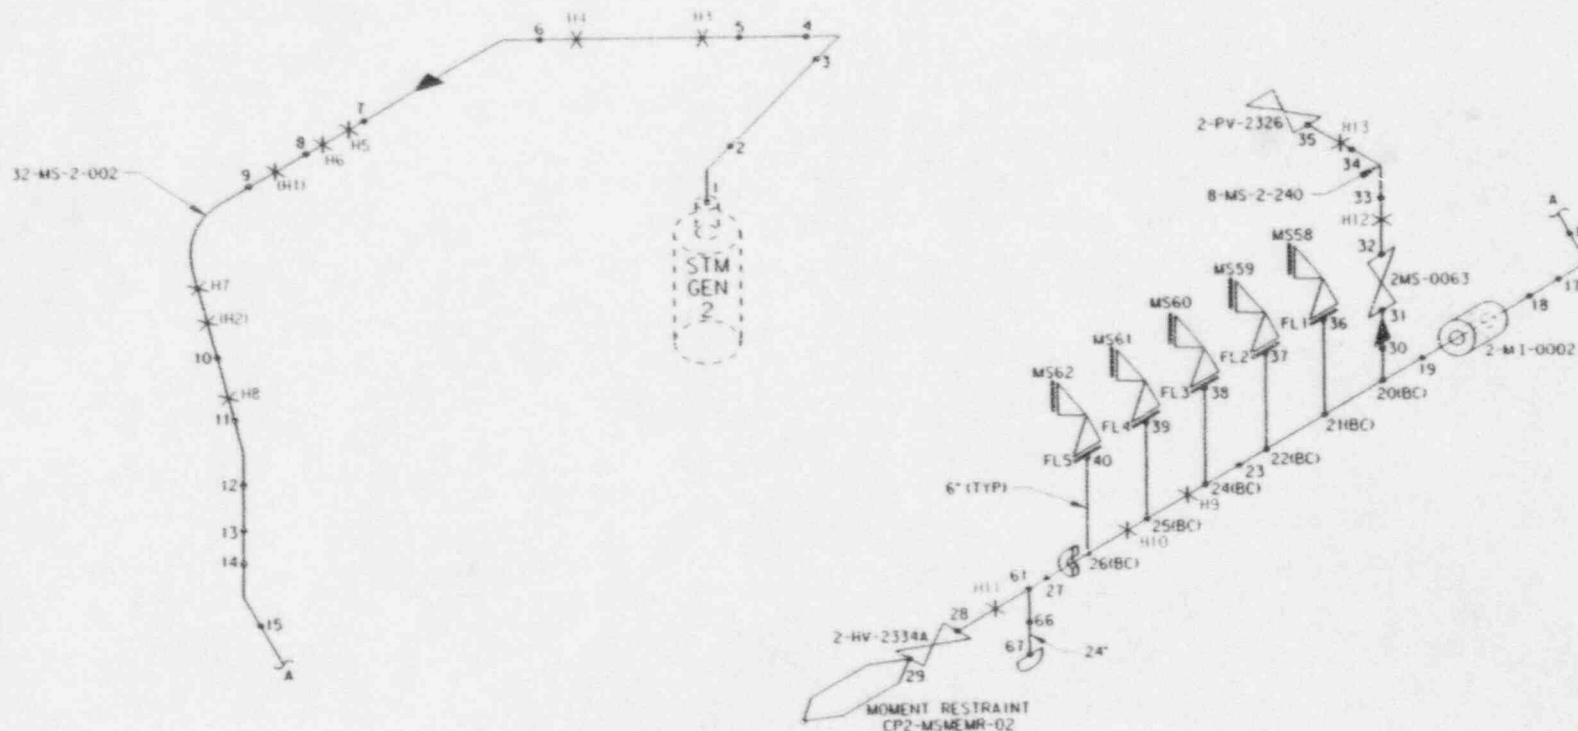 6
H4
H3
5
4
3
2
1
STM
GEN
2
7
H5
H6
8
(H1)
9
32-MS-2-002
H7
(H2)
10
H8
11
12
13
14
15
A
2-PV-2326
35
H13
34
8-MS-2-240
33
H12
32
A
2MS-0063
31
30
17
18
2-MI-0002
19
20(BC)
MS58
MS59
MS60
MS61
MS62
FL1
36
FL2
37
FL3
38
FL4
39
FL5
40
21(BC)
22(BC)
23
24(BC)
H9
25(BC)
H10
26(BC)
6"(TYP)
27
61
H11
28
66
67
24"
2-HV-2334A
29
MOMENT RESTRAINT
CP2-MSMEMR-02